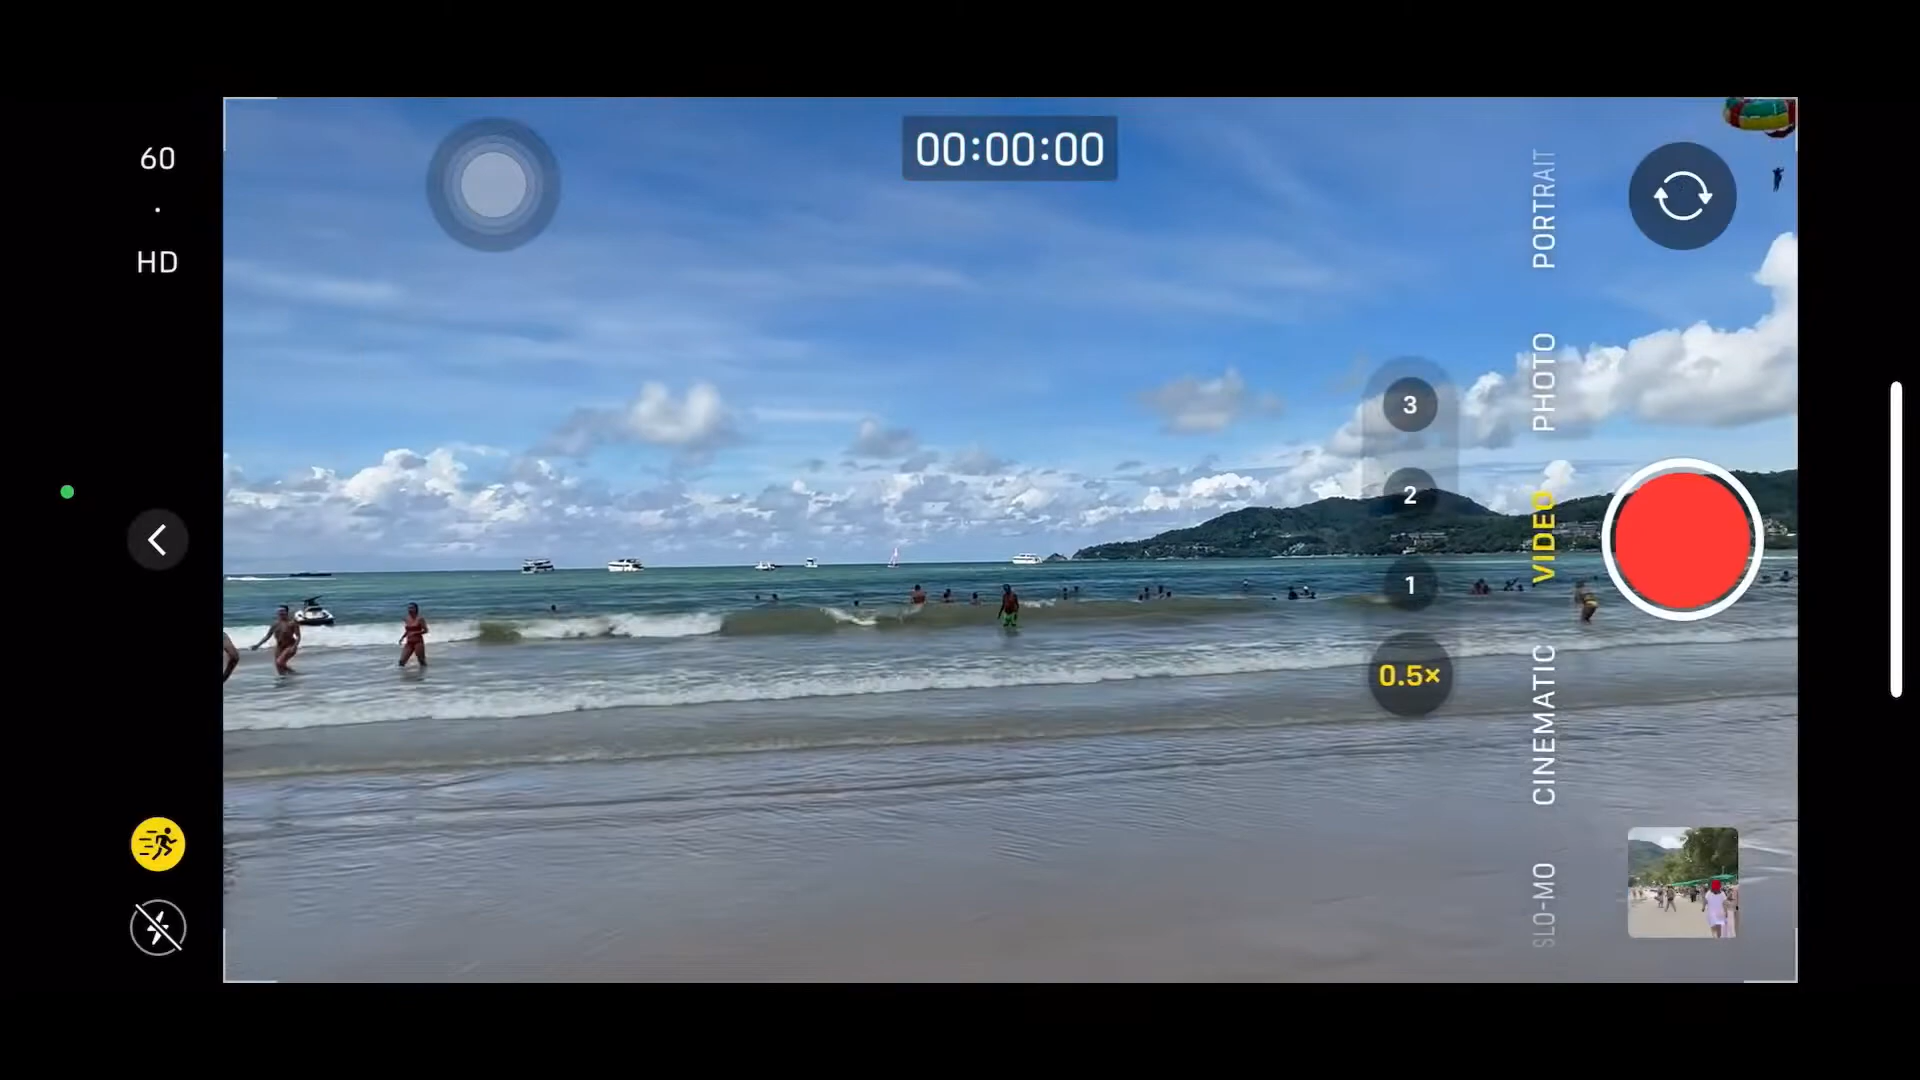 60
·
HD
00:00:00
PORTRAIT
PHOTO
VIDEO
CINEMATIC
SLO-MO
3
2
1
0.5×